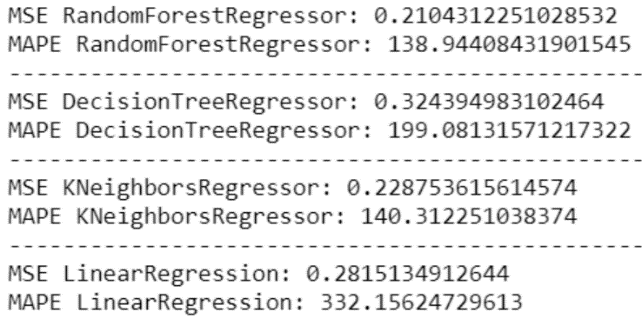 MSE RandomForestRegressor: 0.2104312251028532
MAPE RandomForestRegressor: 138.94408431901545
------------------------------------------------
MSE DecisionTreeRegressor: 0.324394983102464
MAPE DecisionTreeRegressor: 199.08131571217322
------------------------------------------------
MSE KNeighborsRegressor: 0.228753615614574
MAPE KNeighborsRegressor: 140.312251038374
------------------------------------------------
MSE LinearRegression: 0.2815134912644
MAPE LinearRegression: 332.15624729613